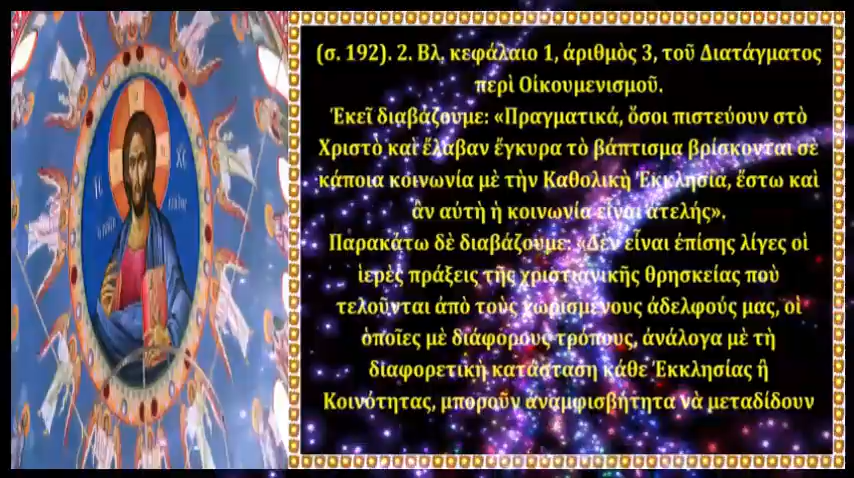 (σ. 192). 2. Βλ. κεφάλαιο 1, ἀριθμὸς 3, τοῦ Διατάγματος
περὶ Οἰκουμενισμοῦ.
Ἐκεῖ διαβάζουμε: «Πραγματικά, ὅσοι πιστεύουν στὸ
Χριστὸ καὶ ἔλαβαν ἔγκυρα τὸ βάπτισμα βρίσκονται σὲ
κάποια κοινωνία μὲ τὴν Καθολικὴ Ἐκκλησία, ἔστω καὶ
ἂν αὐτὴ ἡ κοινωνία εἶναι ἀτελής».
Παρακάτω δὲ διαβάζουμε: «Δὲν εἶναι ἐπίσης λίγες οἱ
ἱερὲς πράξεις τῆς χριστιανικῆς θρησκείας ποὺ
τελοῦνται ἀπὸ τοὺς χωρισμένους ἀδελφούς μας, οἱ
ὁποῖες μὲ διάφορους τρόπους, ἀνάλογα μὲ τὴ
διαφορετικὴ κατάσταση κάθε Ἐκκλησίας ἢ
Κοινότητας, μποροῦν ἀναμφισβήτητα νὰ μεταδίδουν